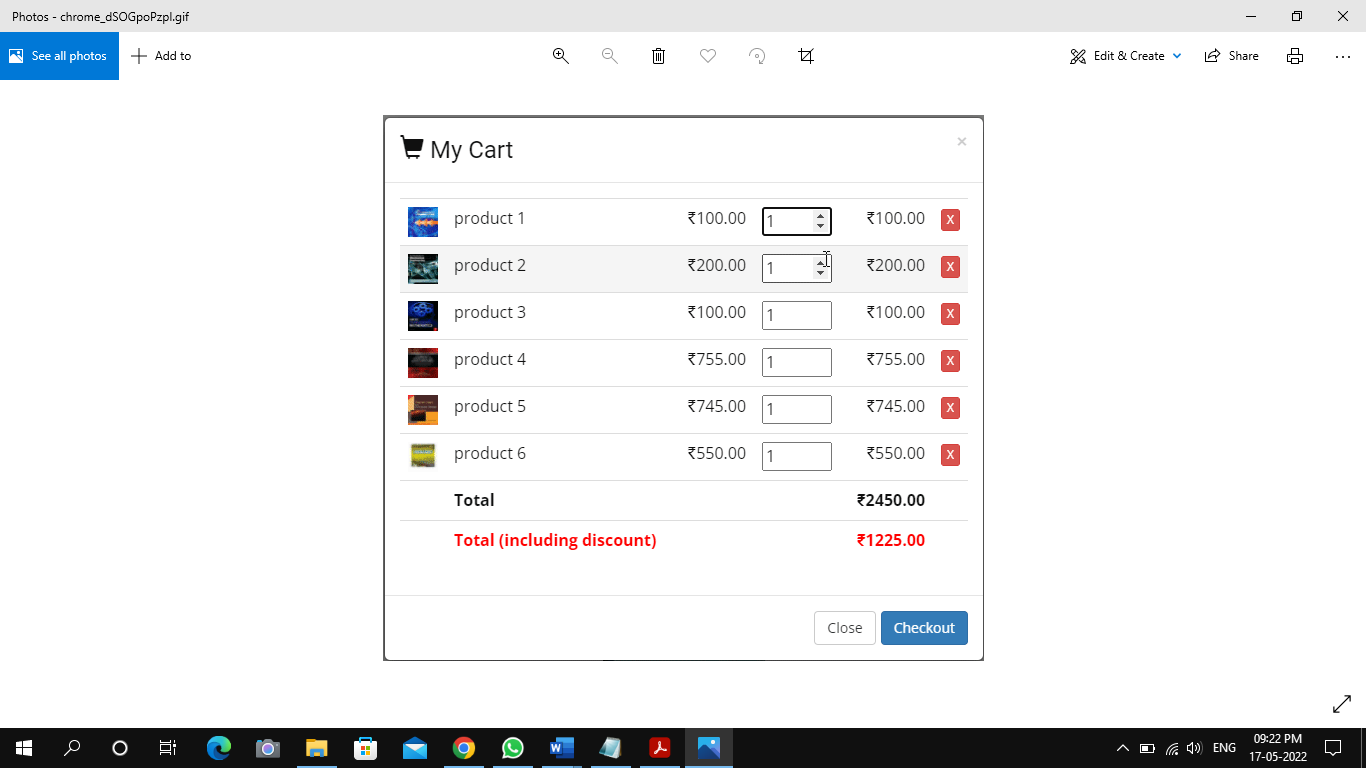 Photos - chrome_dSOGpoPzpl.gif
See all photos Add to Edit & Create Share
My Cart ×
product 1 ₹100.00 1 ₹100.00 X
product 2 ₹200.00 1 ₹200.00 X
product 3 ₹100.00 1 ₹100.00 X
product 4 ₹755.00 1 ₹755.00 X
product 5 ₹745.00 1 ₹745.00 X
product 6 ₹550.00 1 ₹550.00 X
Total ₹2450.00
Total (including discount) ₹1225.00
Close Checkout
ENG 09:22 PM
17-05-2022